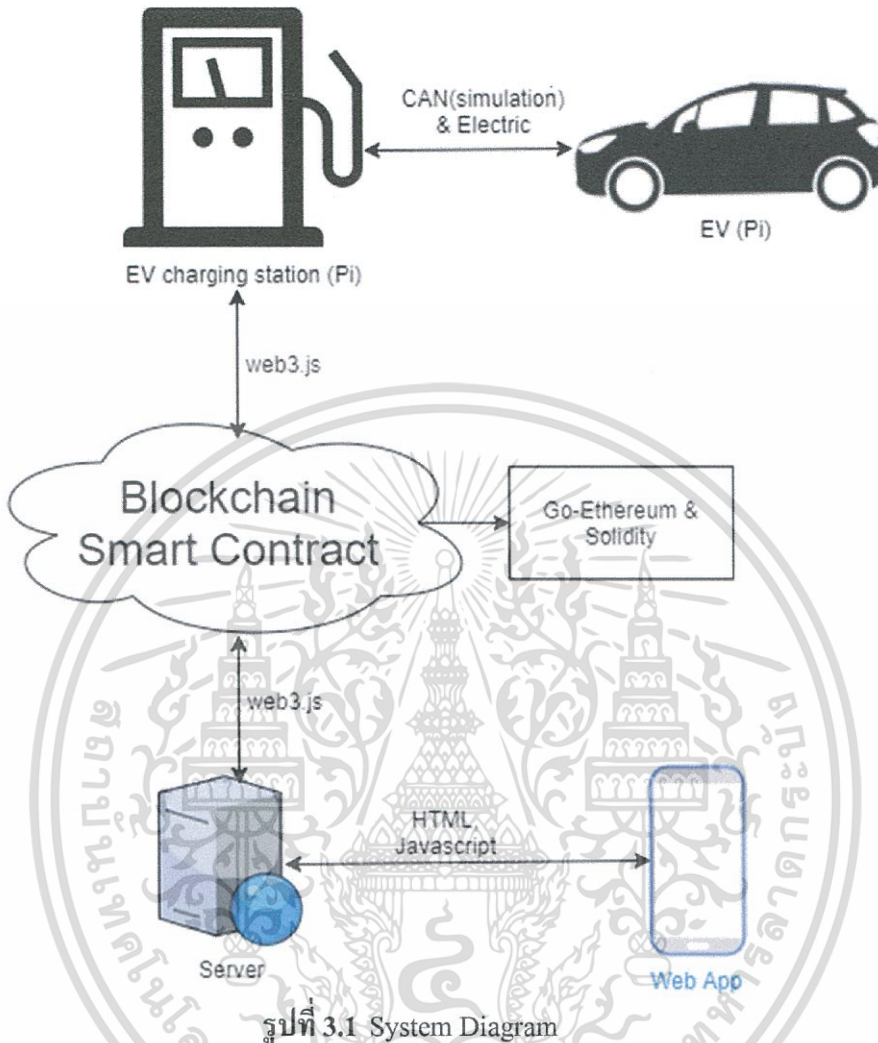 CAN(simulation)
& Electric
EV (Pi)
EV charging station (Pi)
web3.js
Blockchain
Smart Contract
Go-Ethereum &
Solidity
web3.js
HTML,
Javascript
Server
Web App
รูปที่ 3.1 System Diagram